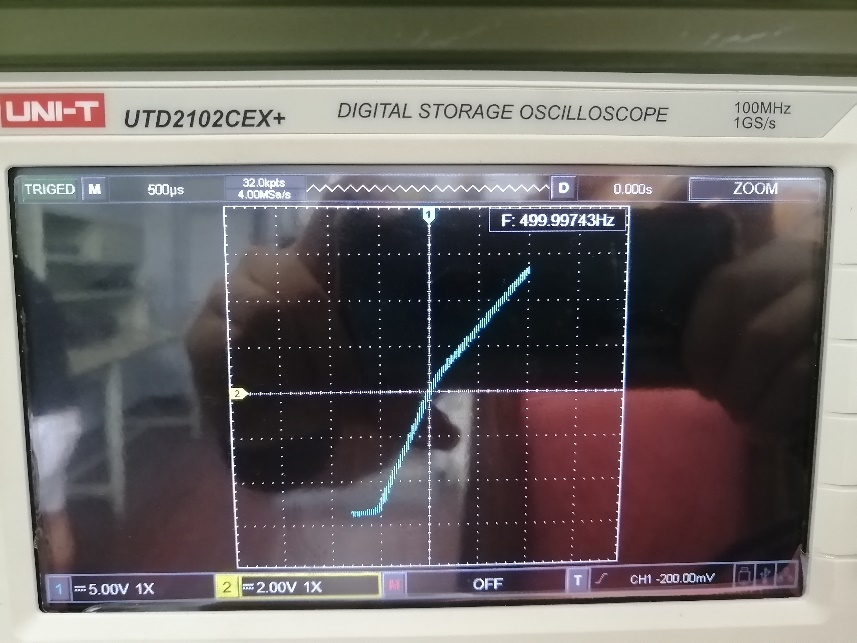 UNI-T UTD2102CEX+ DIGITAL STORAGE OSCILLOSCOPE 100MHz
1GS/s
TRIGED M 500μs 32.0kpts D 0.000s ZOOM
4.00MSa/s
1
F: 499.99743Hz
2
1 5.00V 1X 2 2.00V 1X M OFF T CH1 -200.00mV